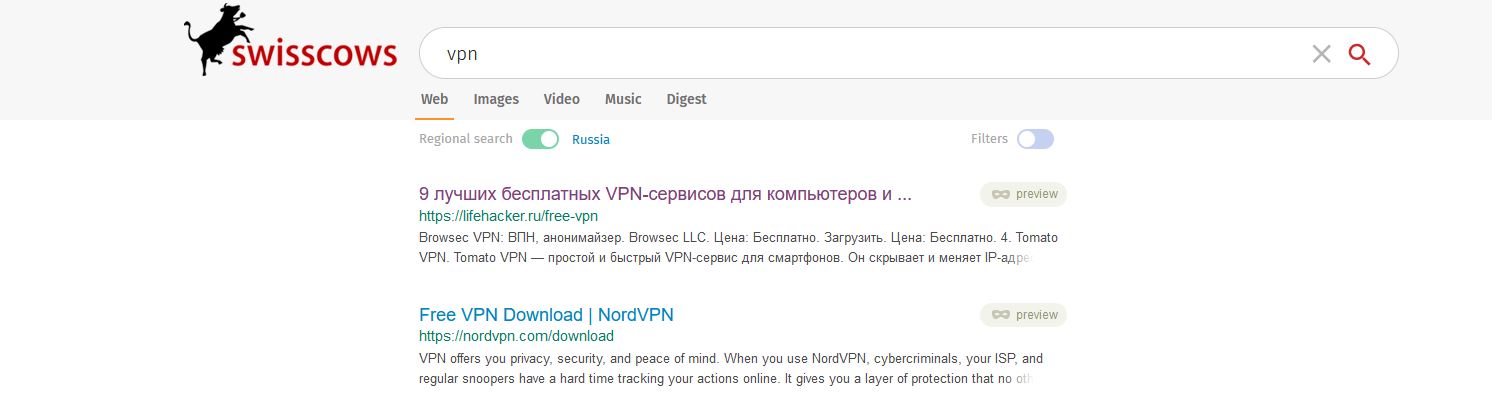 swisscows
vpn
Web Images Video Music Digest
Regional search Russia Filters
9 лучших бесплатных VPN-сервисов для компьютеров и ... preview
https://lifehacker.ru/free-vpn
Browsec VPN: ВПН, анонимайзер. Browsec LLC. Цена: Бесплатно. Загрузить. Цена: Бесплатно. 4. Tomato
VPN. Tomato VPN — простой и быстрый VPN-сервис для смартфонов. Он скрывает и меняет IP-адре
Free VPN Download | NordVPN preview
https://nordvpn.com/download
VPN offers you privacy, security, and peace of mind. When you use NordVPN, cybercriminals, your ISP, and
regular snoopers have a hard time tracking your actions online. It gives you a layer of protection that no oth